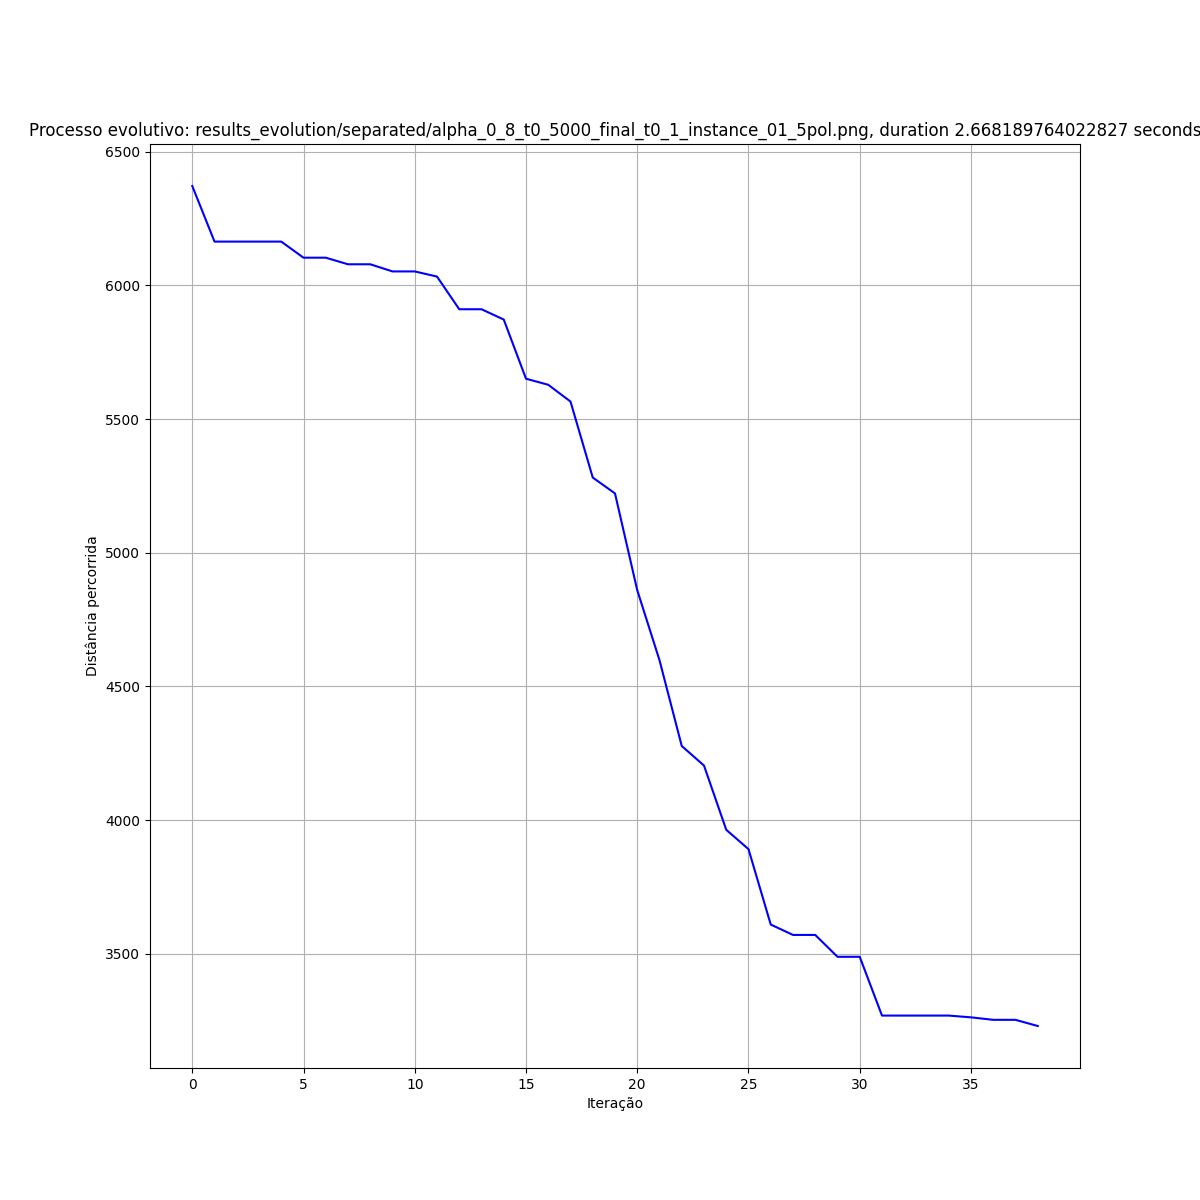 Processo evolutivo: results_evolution/separated/alpha_0_8_t0_5000_final_t0_1_instance_01_5pol.png, duration 2.668189764022827 seconds
6500
6000
5500
5000
4500
4000
3500
Distância percorrida
0 5 10 15 20 25 30 35
Iteração